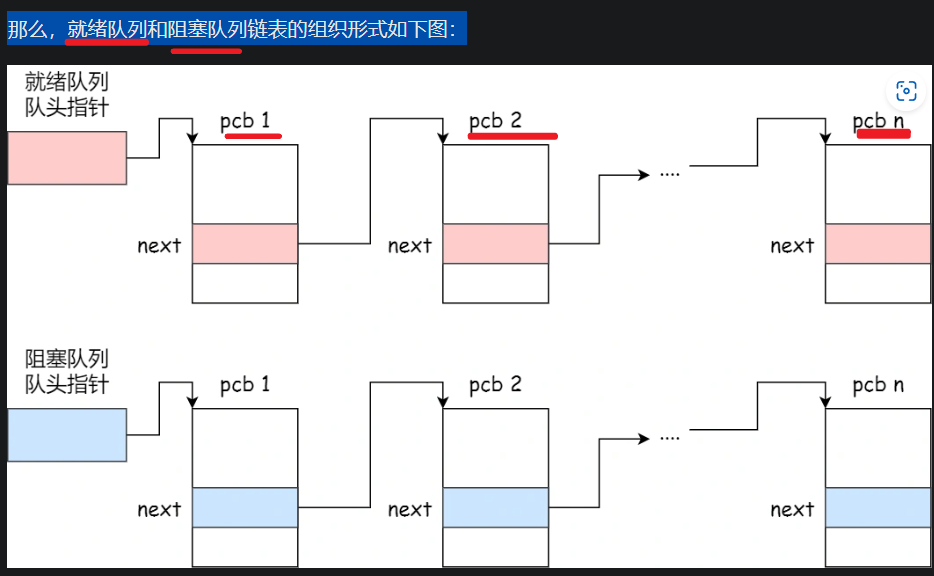 那么，就绪队列和阻塞队列链表的组织形式如下图：
就绪队列
队头指针
pcb 1
pcb 2
pcb n
....
next
next
next
阻塞队列
队头指针
pcb 1
pcb 2
pcb n
....
next
next
next